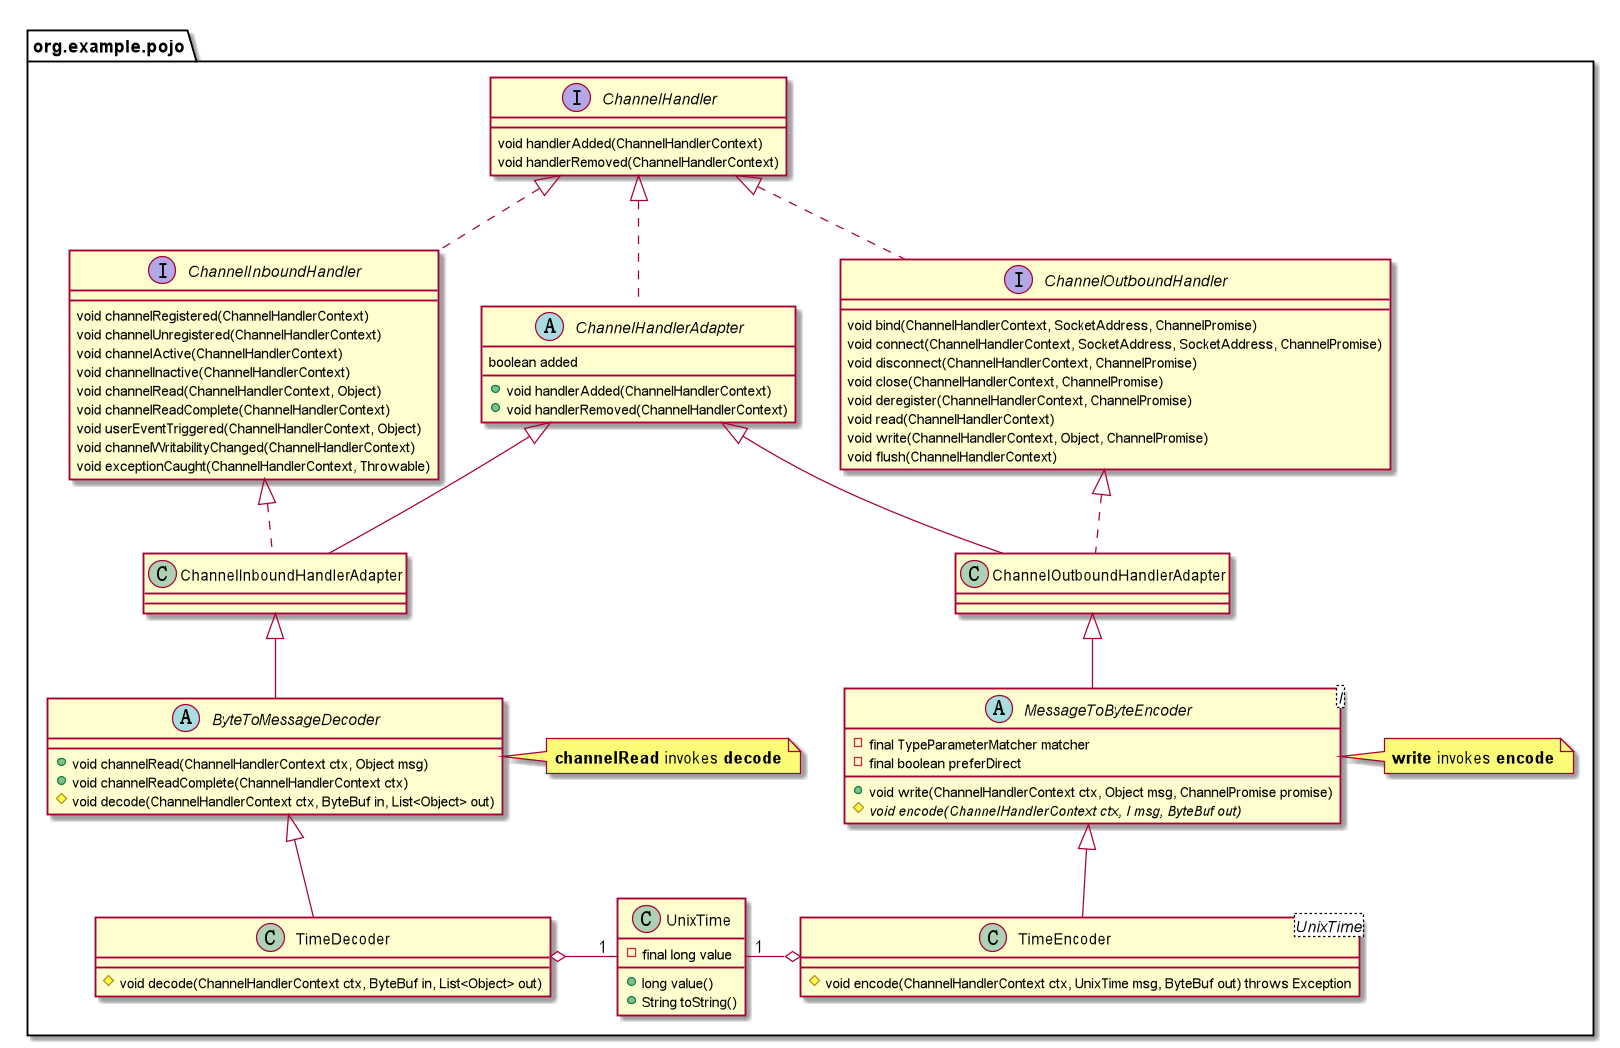 org.example.pojo
I ChannelHandler
void handlerAdded(ChannelHandlerContext)
void handlerRemoved(ChannelHandlerContext)
I ChannelInboundHandler
void channelRegistered(ChannelHandlerContext)
void channelUnregistered(ChannelHandlerContext)
void channelActive(ChannelHandlerContext)
void channelInactive(ChannelHandlerContext)
void channelRead(ChannelHandlerContext, Object)
void channelReadComplete(ChannelHandlerContext)
void userEventTriggered(ChannelHandlerContext, Object)
void channelWritabilityChanged(ChannelHandlerContext)
void exceptionCaught(ChannelHandlerContext, Throwable)
A ChannelHandlerAdapter
boolean added
void handlerAdded(ChannelHandlerContext)
void handlerRemoved(ChannelHandlerContext)
I ChannelOutboundHandler
void bind(ChannelHandlerContext, SocketAddress, ChannelPromise)
void connect(ChannelHandlerContext, SocketAddress, SocketAddress, ChannelPromise)
void disconnect(ChannelHandlerContext, ChannelPromise)
void close(ChannelHandlerContext, ChannelPromise)
void deregister(ChannelHandlerContext, ChannelPromise)
void read(ChannelHandlerContext)
void write(ChannelHandlerContext, Object, ChannelPromise)
void flush(ChannelHandlerContext)
C ChannelInboundHandlerAdapter
C ChannelOutboundHandlerAdapter
A ByteToMessageDecoder
void channelRead(ChannelHandlerContext ctx, Object msg)
void channelReadComplete(ChannelHandlerContext ctx)
void decode(ChannelHandlerContext ctx, ByteBuf in, List<Object> out)
channelRead invokes decode
A MessageToByteEncoder
I
final TypeParameterMatcher matcher
final boolean preferDirect
void write(ChannelHandlerContext ctx, Object msg, ChannelPromise promise)
void encode(ChannelHandlerContext ctx, I msg, ByteBuf out)
write invokes encode
C TimeDecoder
void decode(ChannelHandlerContext ctx, ByteBuf in, List<Object> out)
1
C UnixTime
final long value
long value()
String toString()
1
C TimeEncoder
UnixTime
void encode(ChannelHandlerContext ctx, UnixTime msg, ByteBuf out) throws Exception